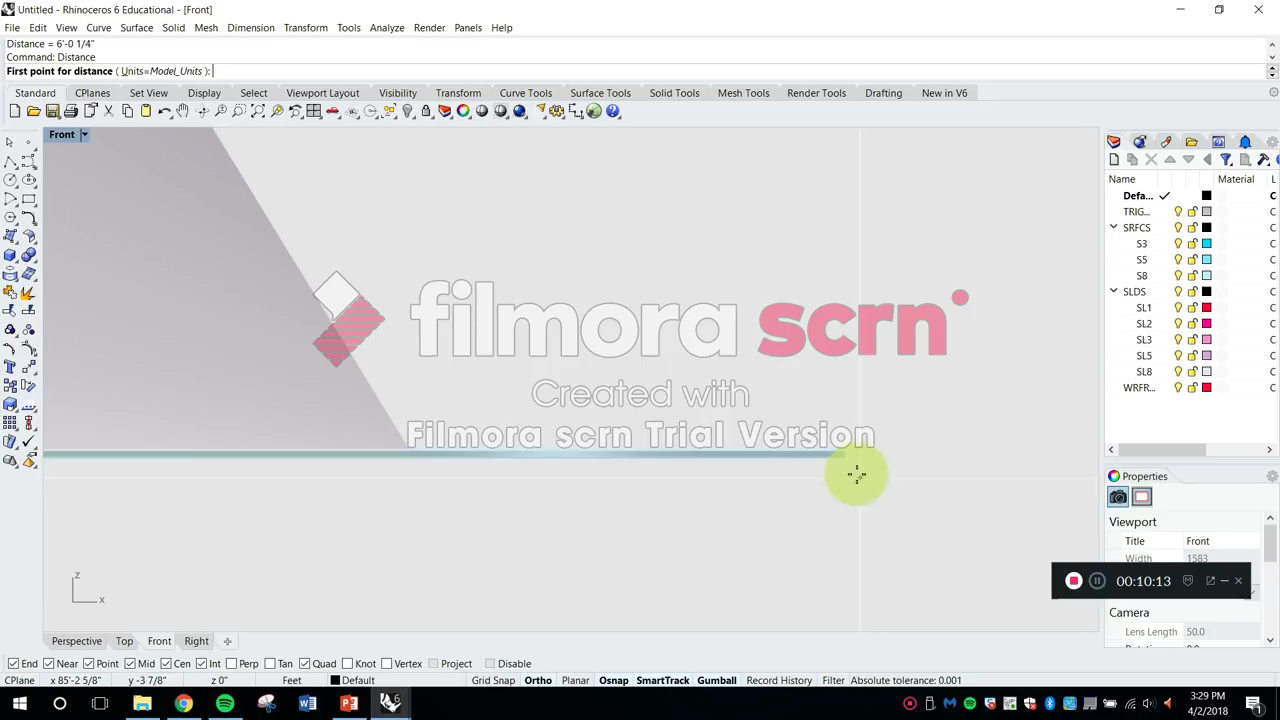 Untitled - Rhinoceros 6 Educational - [Front]
File Edit View Curve Surface Solid Mesh Dimension Transform Tools Analyze Render Panels Help
Distance = 6'-0 1/4"
Command: Distance
First point for distance ( Units=Model_Units ):
Standard CPlanes Set View Display Select Viewport Layout Visibility Transform Curve Tools Surface Tools Solid Tools Mesh Tools Render Tools Drafting New in V6
Front
Name Material L
Defa... C
TRIG... C
SRFCS C
S3 C
S5 C
S8 C
SLDS C
SL1 C
SL2 C
SL3 C
SL5 C
SL8 C
WRFR... C
filmora scrn
Created with
Filmora scrn Trial Version
Properties
Viewport
Title Front
Width 1583
00:10:13
Camera
Lens Length 50.0
z
x
Perspective Top Front Right
End Near Point Mid Cen Int Perp Tan Quad Knot Vertex Project Disable
CPlane x 85'-2 5/8" y -3 7/8" z 0" Feet Default Grid Snap Ortho Planar Osnap SmartTrack Gumball Record History Filter Absolute tolerance: 0.001
3:29 PM
4/2/2018